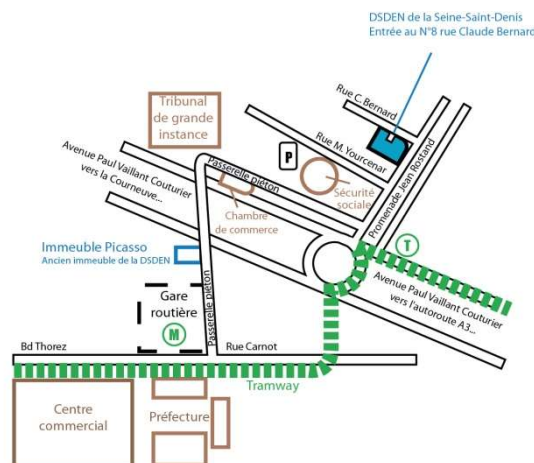 DSDEN de la Seine-Saint-Denis
Entrée au N°8 rue Claude Bernard
Rue C. Bernard
Tribunal
de grande
instance
Rue M. Yourcenar
Promenade Jean Rostand
P
Passerelle piéton
Avenue Paul Vaillant Couturier
vers la Courneuve...
Sécurité
sociale
Chambre
de commerce
T
Immeuble Picasso
Ancien immeuble de la DSDEN
Avenue Paul Vaillant Couturier
vers l'autoroute A3...
Gare
routière
M
Passerelle piéton
Bd Thorez
Rue Carnot
Tramway
Centre
commercial
Préfecture